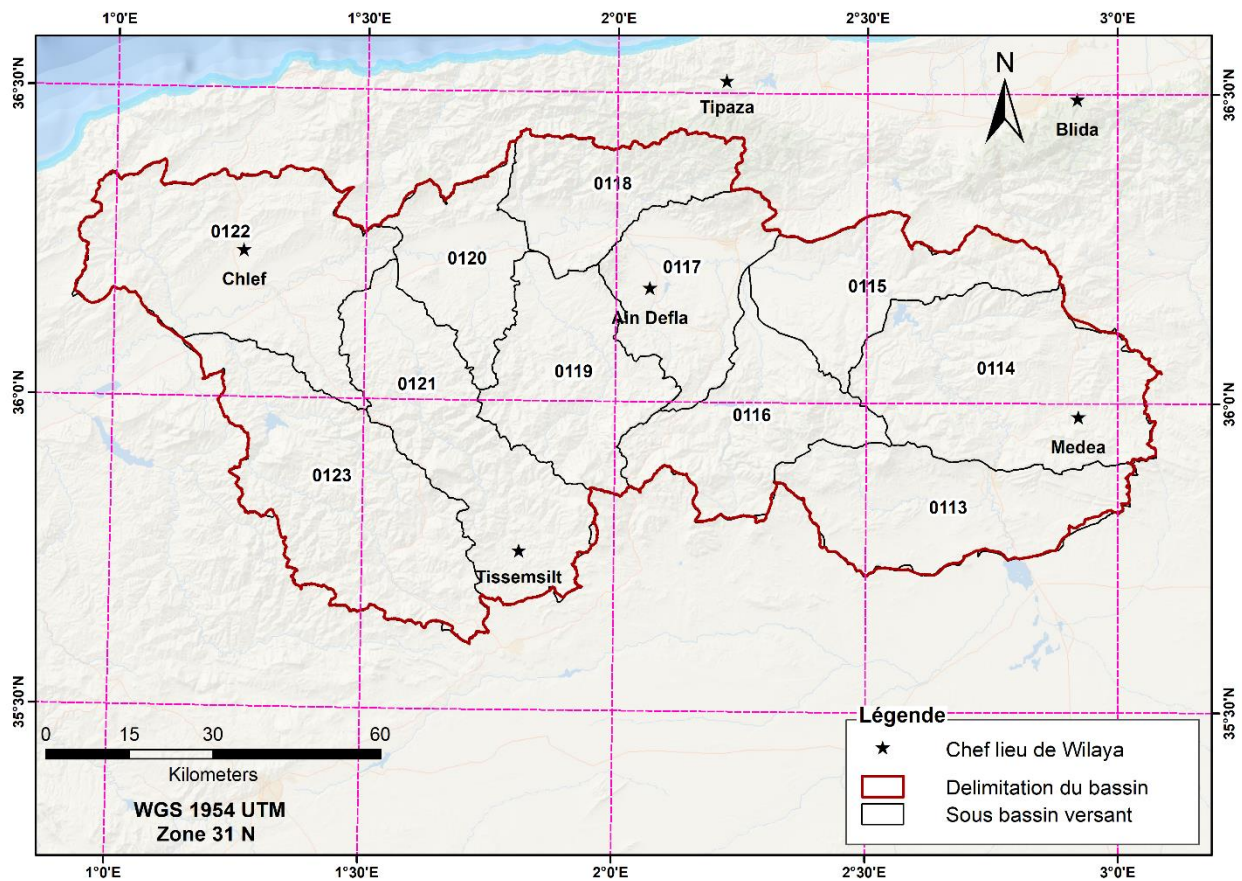 1°0'E
1°30'E
2°0'E
2°30'E
3°0'E
36°30'N
36°30'N
N
Tipaza
Blida
0118
0122
Chlef
0120
0117
0115
Ain Defla
0121
0119
0114
36°0'N
36°0'N
0116
Medea
0123
0113
Tissemsilt
35°30'N
35°30'N
0 15 30 60
Kilometers
WGS 1954 UTM
Zone 31 N
Légende
Chef lieu de Wilaya
Delimitation du bassin
Sous bassin versant
1°0'E
1°30'E
2°0'E
2°30'E
3°0'E